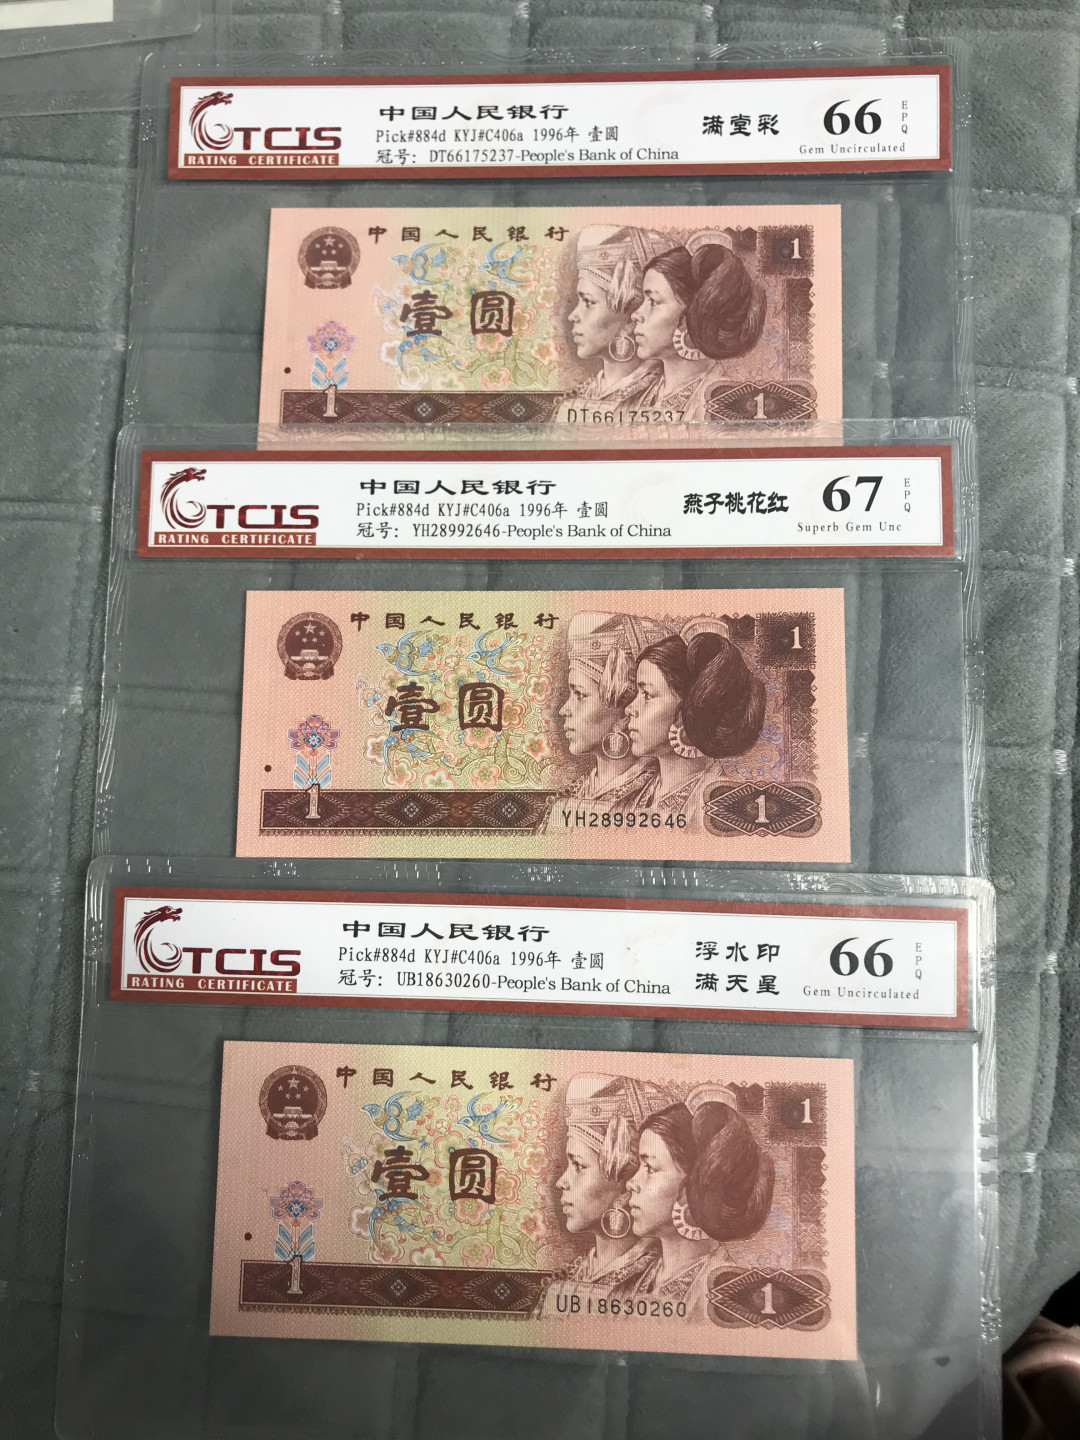 TCIS
RATING CERTIFICATE
中国人民银行
Pick#884d KYJ#C406a 1996年 壹圆
冠号：DT66175237-People's Bank of China
满堂彩
66
EPQ
Gem Uncirculated
中国人民银行
壹圆
1
1
DT66175237
1
TCIS
RATING CERTIFICATE
中国人民银行
Pick#884d KYJ#C406a 1996年 壹圆
冠号：YH28992646-People's Bank of China
燕子桃花红
67
EPQ
Superb Gem Unc
中国人民银行
壹圆
1
1
YH28992646
1
TCIS
RATING CERTIFICATE
中国人民银行
Pick#884d KYJ#C406a 1996年 壹圆
冠号：UB18630260-People's Bank of China
浮水印
满天星
66
EPQ
Gem Uncirculated
中国人民银行
壹圆
1
1
UB18630260
1